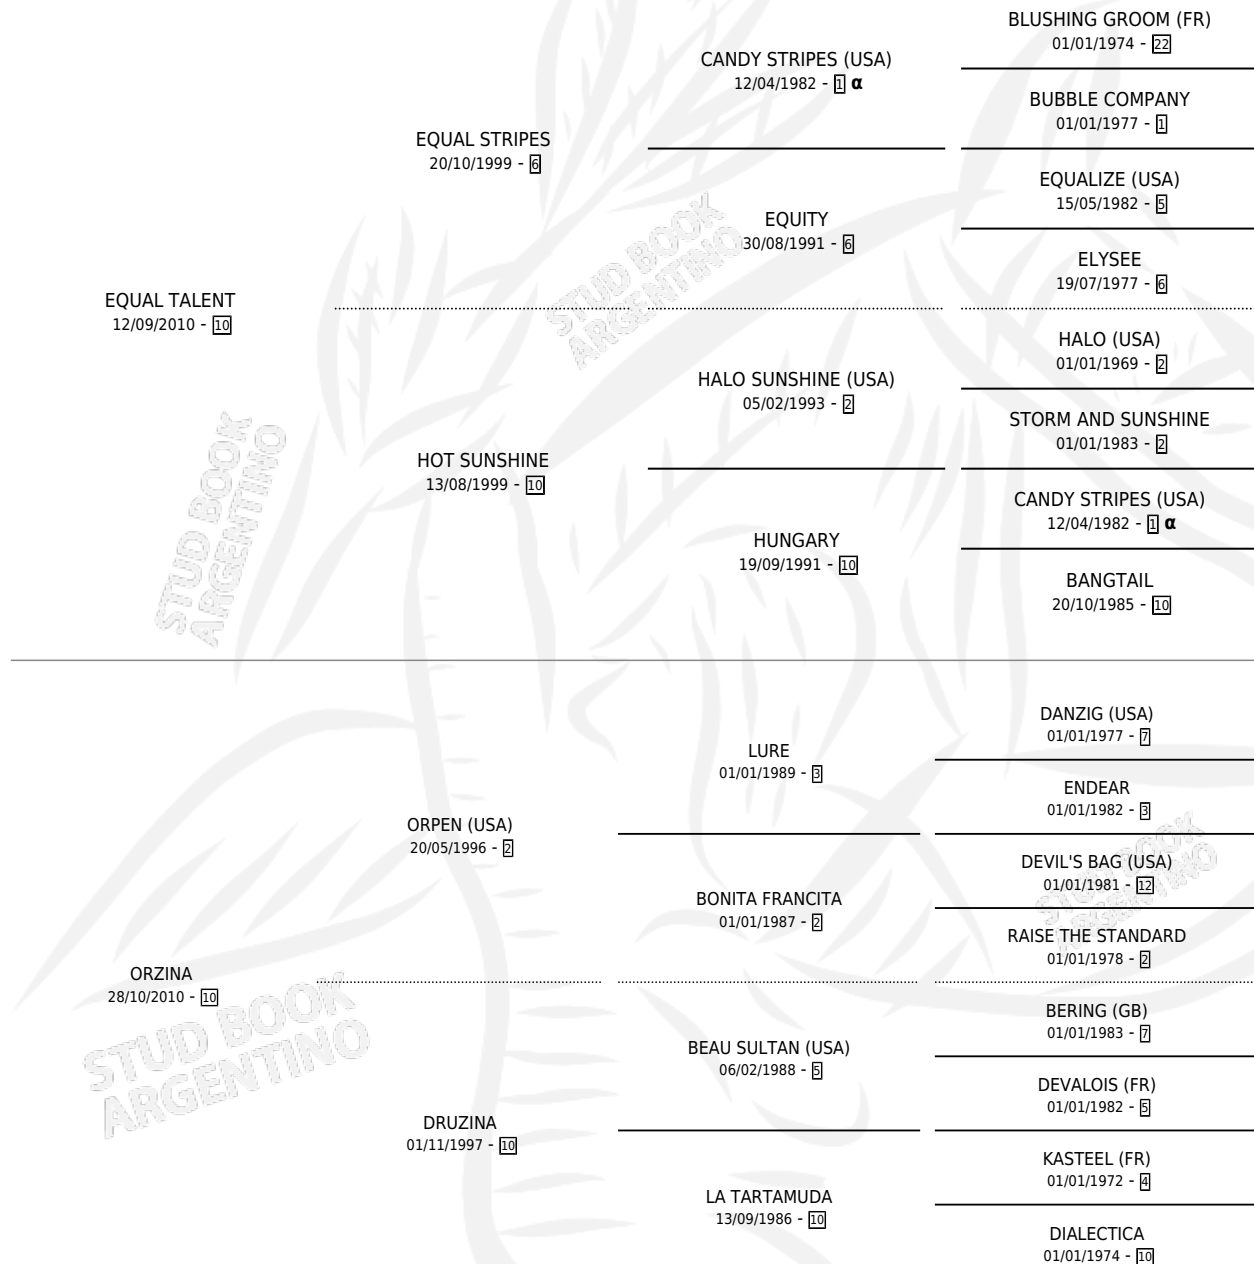 BLUSHING GROOM (FR)
01/01/1974 - 22
CANDY STRIPES (USA)
12/04/1982 - 1 α
BUBBLE COMPANY
01/01/1977 - 1
EQUAL STRIPES
20/10/1999 - 6
EQUALIZE (USA)
15/05/1982 - 5
EQUITY
30/08/1991 - 6
ELYSEE
19/07/1977 - 6
EQUAL TALENT
12/09/2010 - 10
HALO (USA)
01/01/1969 - 2
HALO SUNSHINE (USA)
05/02/1993 - 2
STORM AND SUNSHINE
01/01/1983 - 2
HOT SUNSHINE
13/08/1999 - 10
CANDY STRIPES (USA)
12/04/1982 - 1 α
HUNGARY
19/09/1991 - 10
BANGTAIL
20/10/1985 - 10
STUD BOOK
ARGENTINO
STUD BOOK
ARGENTINO
DANZIG (USA)
01/01/1977 - 7
LURE
01/01/1989 - 3
ENDEAR
01/01/1982 - 3
ORPEN (USA)
20/05/1996 - 2
DEVIL'S BAG (USA)
01/01/1981 - 12
BONITA FRANCITA
01/01/1987 - 2
RAISE THE STANDARD
01/01/1978 - 2
ORZINA
28/10/2010 - 10
BERING (GB)
01/01/1983 - 7
BEAU SULTAN (USA)
06/02/1988 - 5
DEVALOIS (FR)
01/01/1982 - 5
DRUZINA
01/11/1997 - 10
KASTEEL (FR)
01/01/1972 - 4
LA TARTAMUDA
13/09/1986 - 10
DIALECTICA
01/01/1974 - 10
STUD BOOK
ARGENTINO
STUD BOOK
ARGENTINO